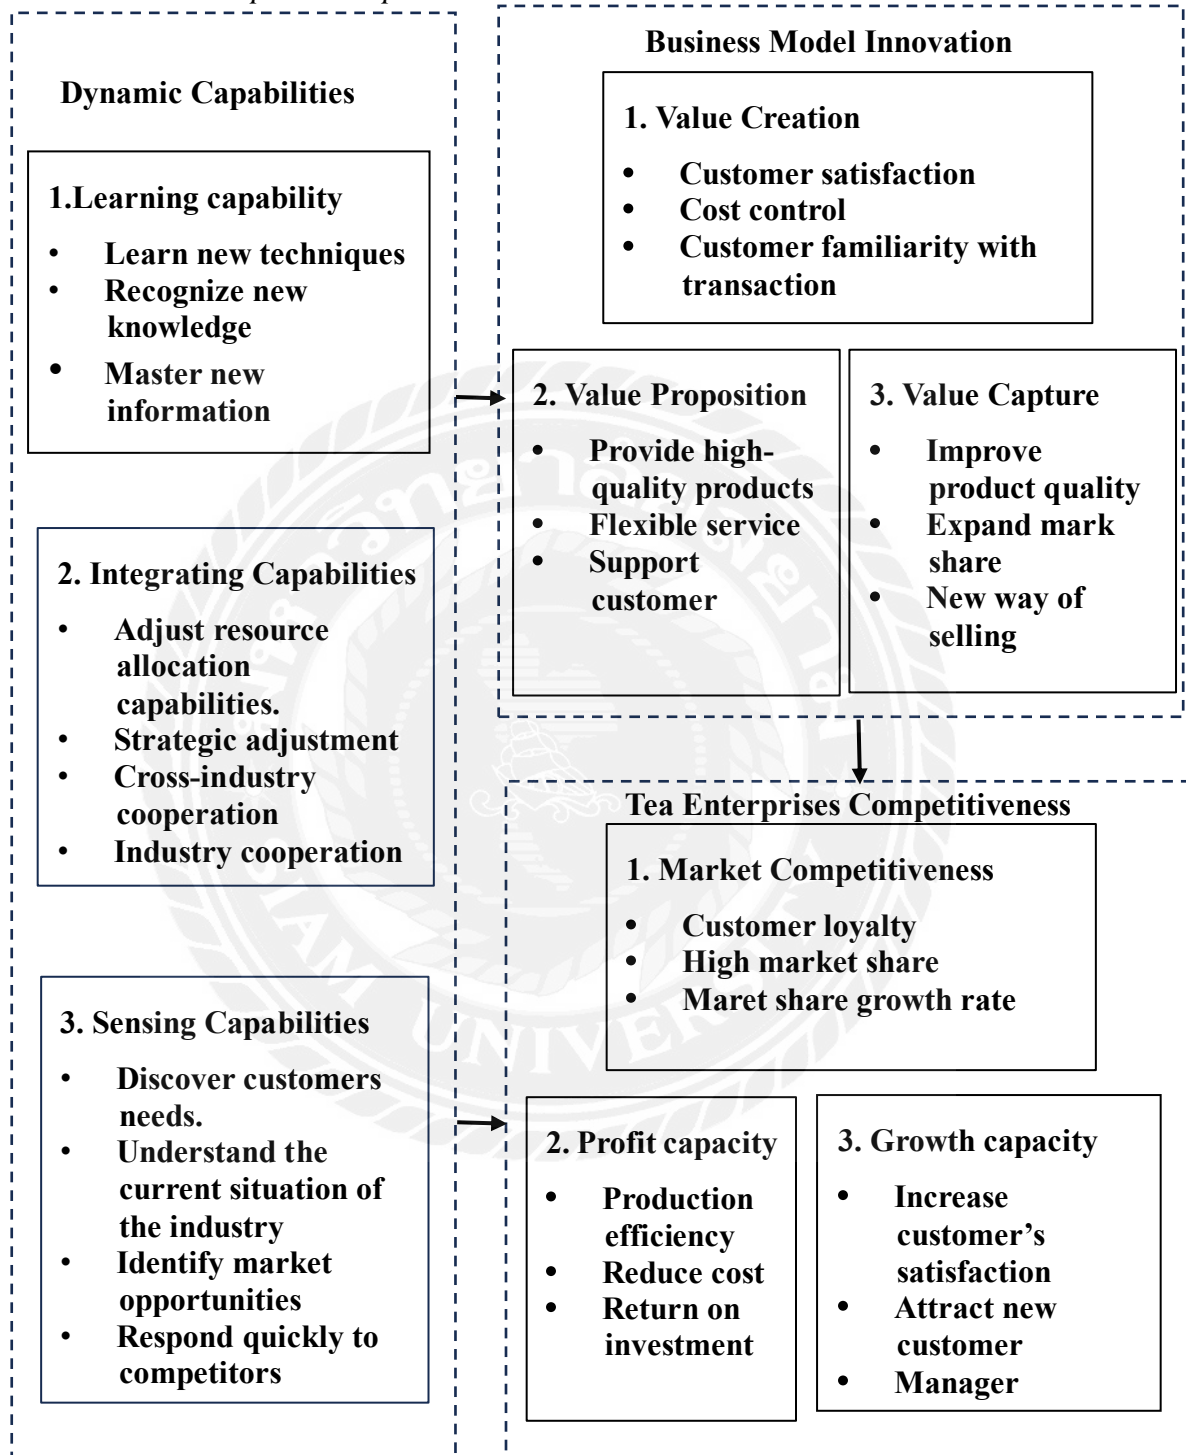 Dynamic Capabilities
1.Learning capability
• Learn new techniques
• Recognize new
knowledge
• Master new
information
2. Integrating Capabilities
• Adjust resource
allocation
capabilities.
• Strategic adjustment
• Cross-industry
cooperation
• Industry cooperation
3. Sensing Capabilities
• Discover customers
needs.
• Understand the
current situation of
the industry
• Identify market
opportunities
• Respond quickly to
competitors
Business Model Innovation
1. Value Creation
• Customer satisfaction
• Cost control
• Customer familiarity with
transaction
2. Value Proposition
• Provide high-
quality products
• Flexible service
• Support
customer
3. Value Capture
• Improve
product quality
• Expand mark
share
• New way of
selling
Tea Enterprises Competitiveness
1. Market Competitiveness
• Customer loyalty
• High market share
• Maret share growth rate
2. Profit capacity
• Production
efficiency
• Reduce cost
• Return on
investment
3. Growth capacity
• Increase
customer’s
satisfaction
• Attract new
customer
• Manager
SIAM UNIVERSITY